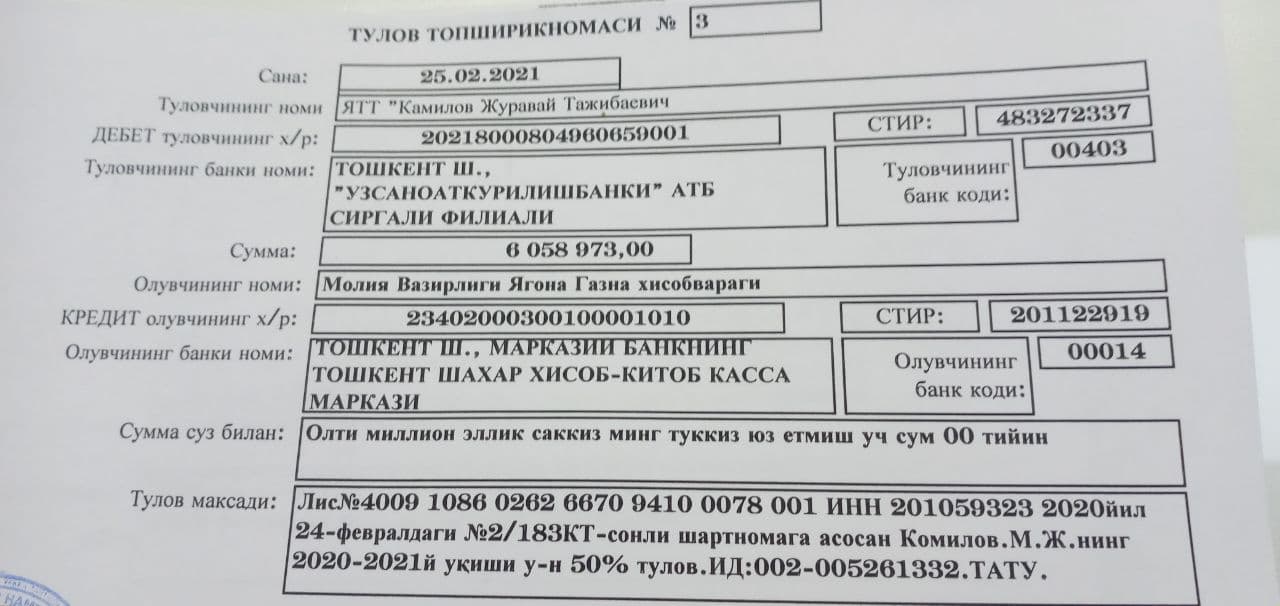 ТУЛОВ ТОПШИРИКНОМАСИ № 3
Сана: 25.02.2021
Туловчининг номи ЯТТ "Камилов Журавай Тажибаевич
ДЕБЕТ туловчининг х/р: 20218000804960659001 СТИР: 483272337
Туловчининг банки номи: ТОШКЕНТ Ш., Туловчининг 00403
"УЗСАНОАТКУРИЛИШБАНКИ" АТБ банк коди:
СИРГАЛИ ФИЛИАЛИ
Сумма: 6 058 973,00
Олувчининг номи: Молия Вазирлиги Ягона Газна хисобвараги
КРЕДИТ олувчининг х/р: 23402000300100001010 СТИР: 201122919
Олувчининг банки номи: ТОШКЕНТ Ш., МАРКАЗИИ БАНКНИНГ Олувчининг 00014
ТОШКЕНТ ШАХАР ХИСОБ-КИТОБ КАССА банк коди:
МАРКАЗИ
Сумма суз билан: Олти миллион эллик саккиз минг туккиз юз етмиш уч сум 00 тийин
Тулов максади: Лис№4009 1086 0262 6670 9410 0078 001 ИНН 201059323 2020йил
24-февралдаги №2/183КТ-сонли шартномага асосан Комилов.М.Ж.нинг
2020-2021й уқиши у-н 50% тулов.ИД:002-005261332.ТАТУ.